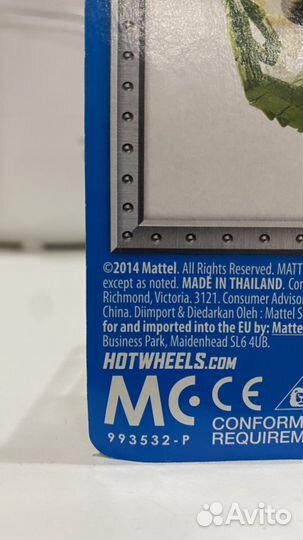 ©2014 Mattel. All Rights Reserved. MATT
except as noted. MADE IN THAILAND. Con
Richmond, Victoria. 3121. Consumer Adviso
China. Diimport & Diedarkan Oleh : Mattel S
for and imported into the EU by: Matte
Business Park, Maidenhead SL6 4UB.
HOTWHEELS.COM
MC CE
CONFORM
993532-P REQUIREM
Avito